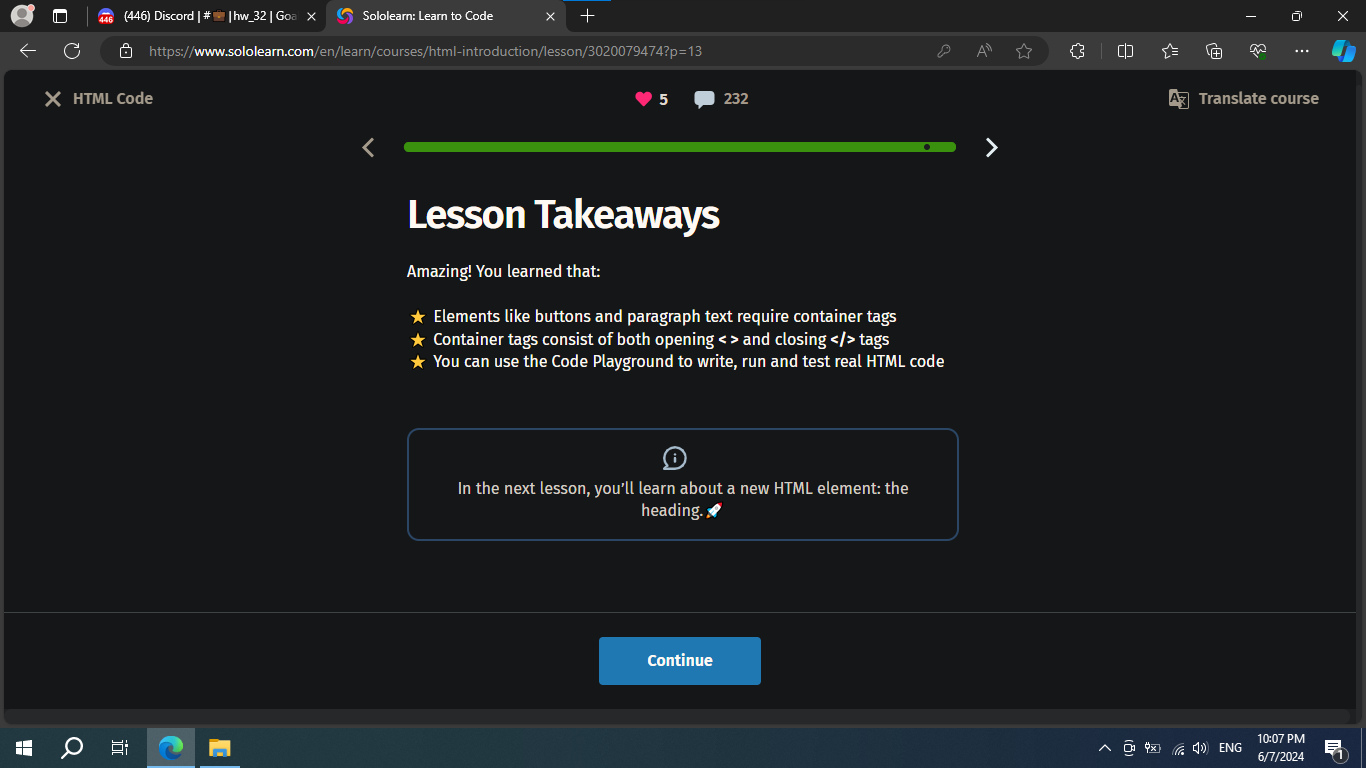 (446) Discord | #💼 | hw_32 | Goa
Sololearn: Learn to Code
https://www.sololearn.com/en/learn/courses/html-introduction/lesson/3020079474?p=13
HTML Code
5
232
Translate course
Lesson Takeaways
Amazing! You learned that:
⭐ Elements like buttons and paragraph text require container tags
⭐ Container tags consist of both opening < > and closing </> tags
⭐ You can use the Code Playground to write, run and test real HTML code
In the next lesson, you’ll learn about a new HTML element: the
heading. 🚀
Continue
ENG
10:07 PM
6/7/2024
1